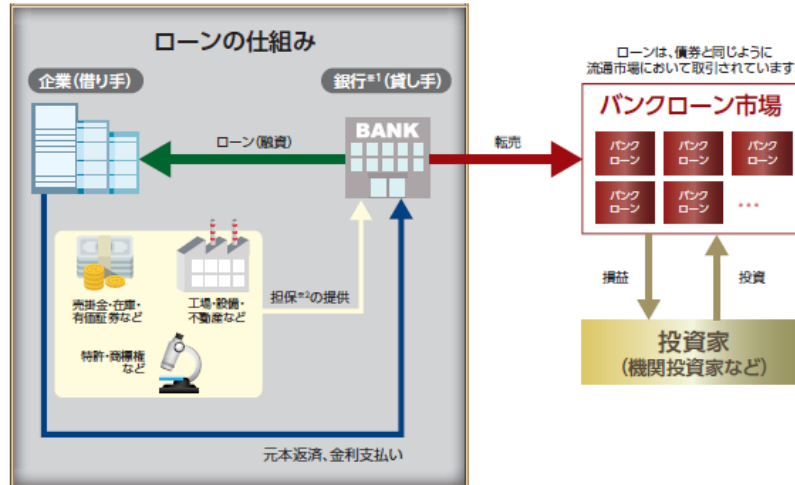 ローンの仕組み
企業(借り手)
銀行※1(貸し手)
BANK
ローン(融資)
売掛金・在庫・
有価証券など
工場・設備・
不動産など
特許・商標権
など
担保※2の提供
元本返済、金利支払い
転売
ローンは、債券と同じように
流通市場において取引されています
バンクローン市場
バンク
ローン
バンク
ローン
バンク
ローン
バンク
ローン
バンク
ローン
…
損益
投資
投資家
(機関投資家など)